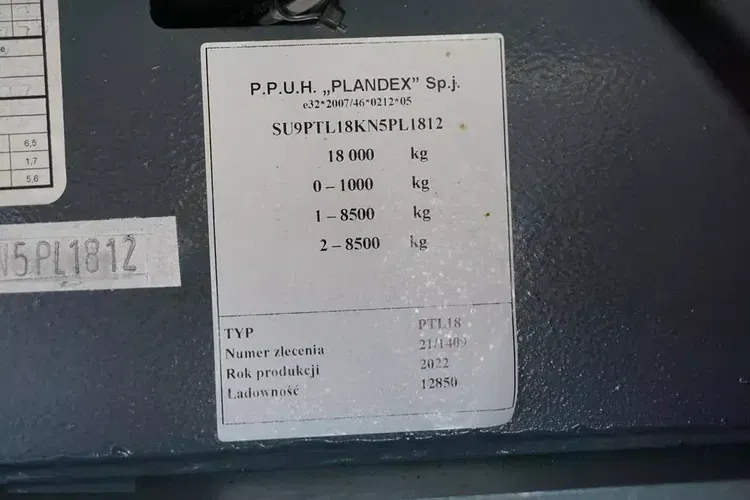 P.P.U.H. „PLANDEX” Sp.j.
e32*2007/46*0212*05
SU9PTL18KN5PL1812
18 000 kg
0 – 1000 kg
1 – 8500 kg
2 – 8500 kg
TYP PTL18
Numer zlecenia 21/1409
Rok produkcji 2022
Ładowność 12850
6,5
1,7
5,6
N5PL1812